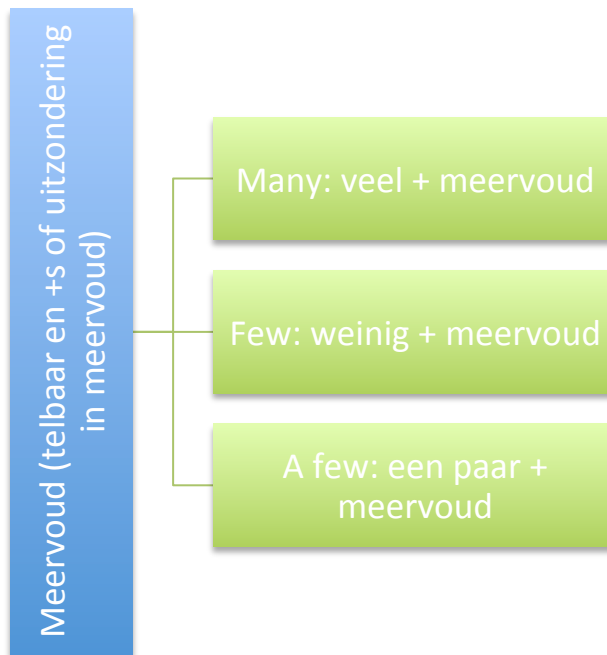 Meervoud (telbaar en +s of uitzondering
in meervoud)
Many: veel + meervoud
Few: weinig + meervoud
A few: een paar +
meervoud